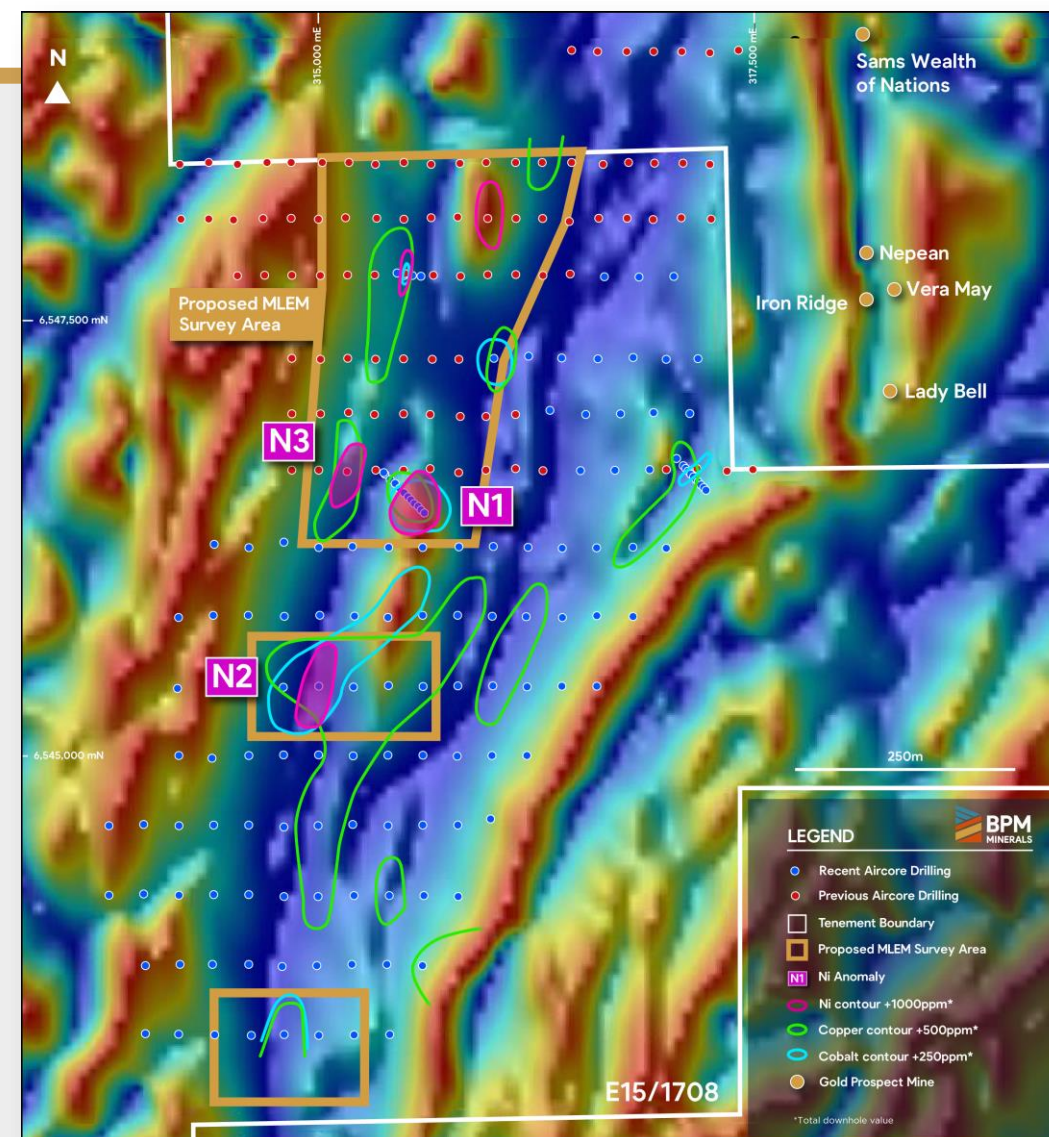 N
315,000 mE
317,500 mE
Sams Wealth
of Nations
Nepean
Vera May
Iron Ridge
Proposed MLEM
Survey Area
6,547,500 mN
Lady Bell
N3
N1
N2
6,545,000 mN
250m
LEGEND
BPM
MINERALS
Recent Aircore Drilling
Previous Aircore Drilling
Tenement Boundary
Proposed MLEM Survey Area
N1 Ni Anomaly
Ni contour +1000ppm*
Copper contour +500ppm*
Cobalt contour +250ppm*
Gold Prospect Mine
E15/1708
*Total downhole value